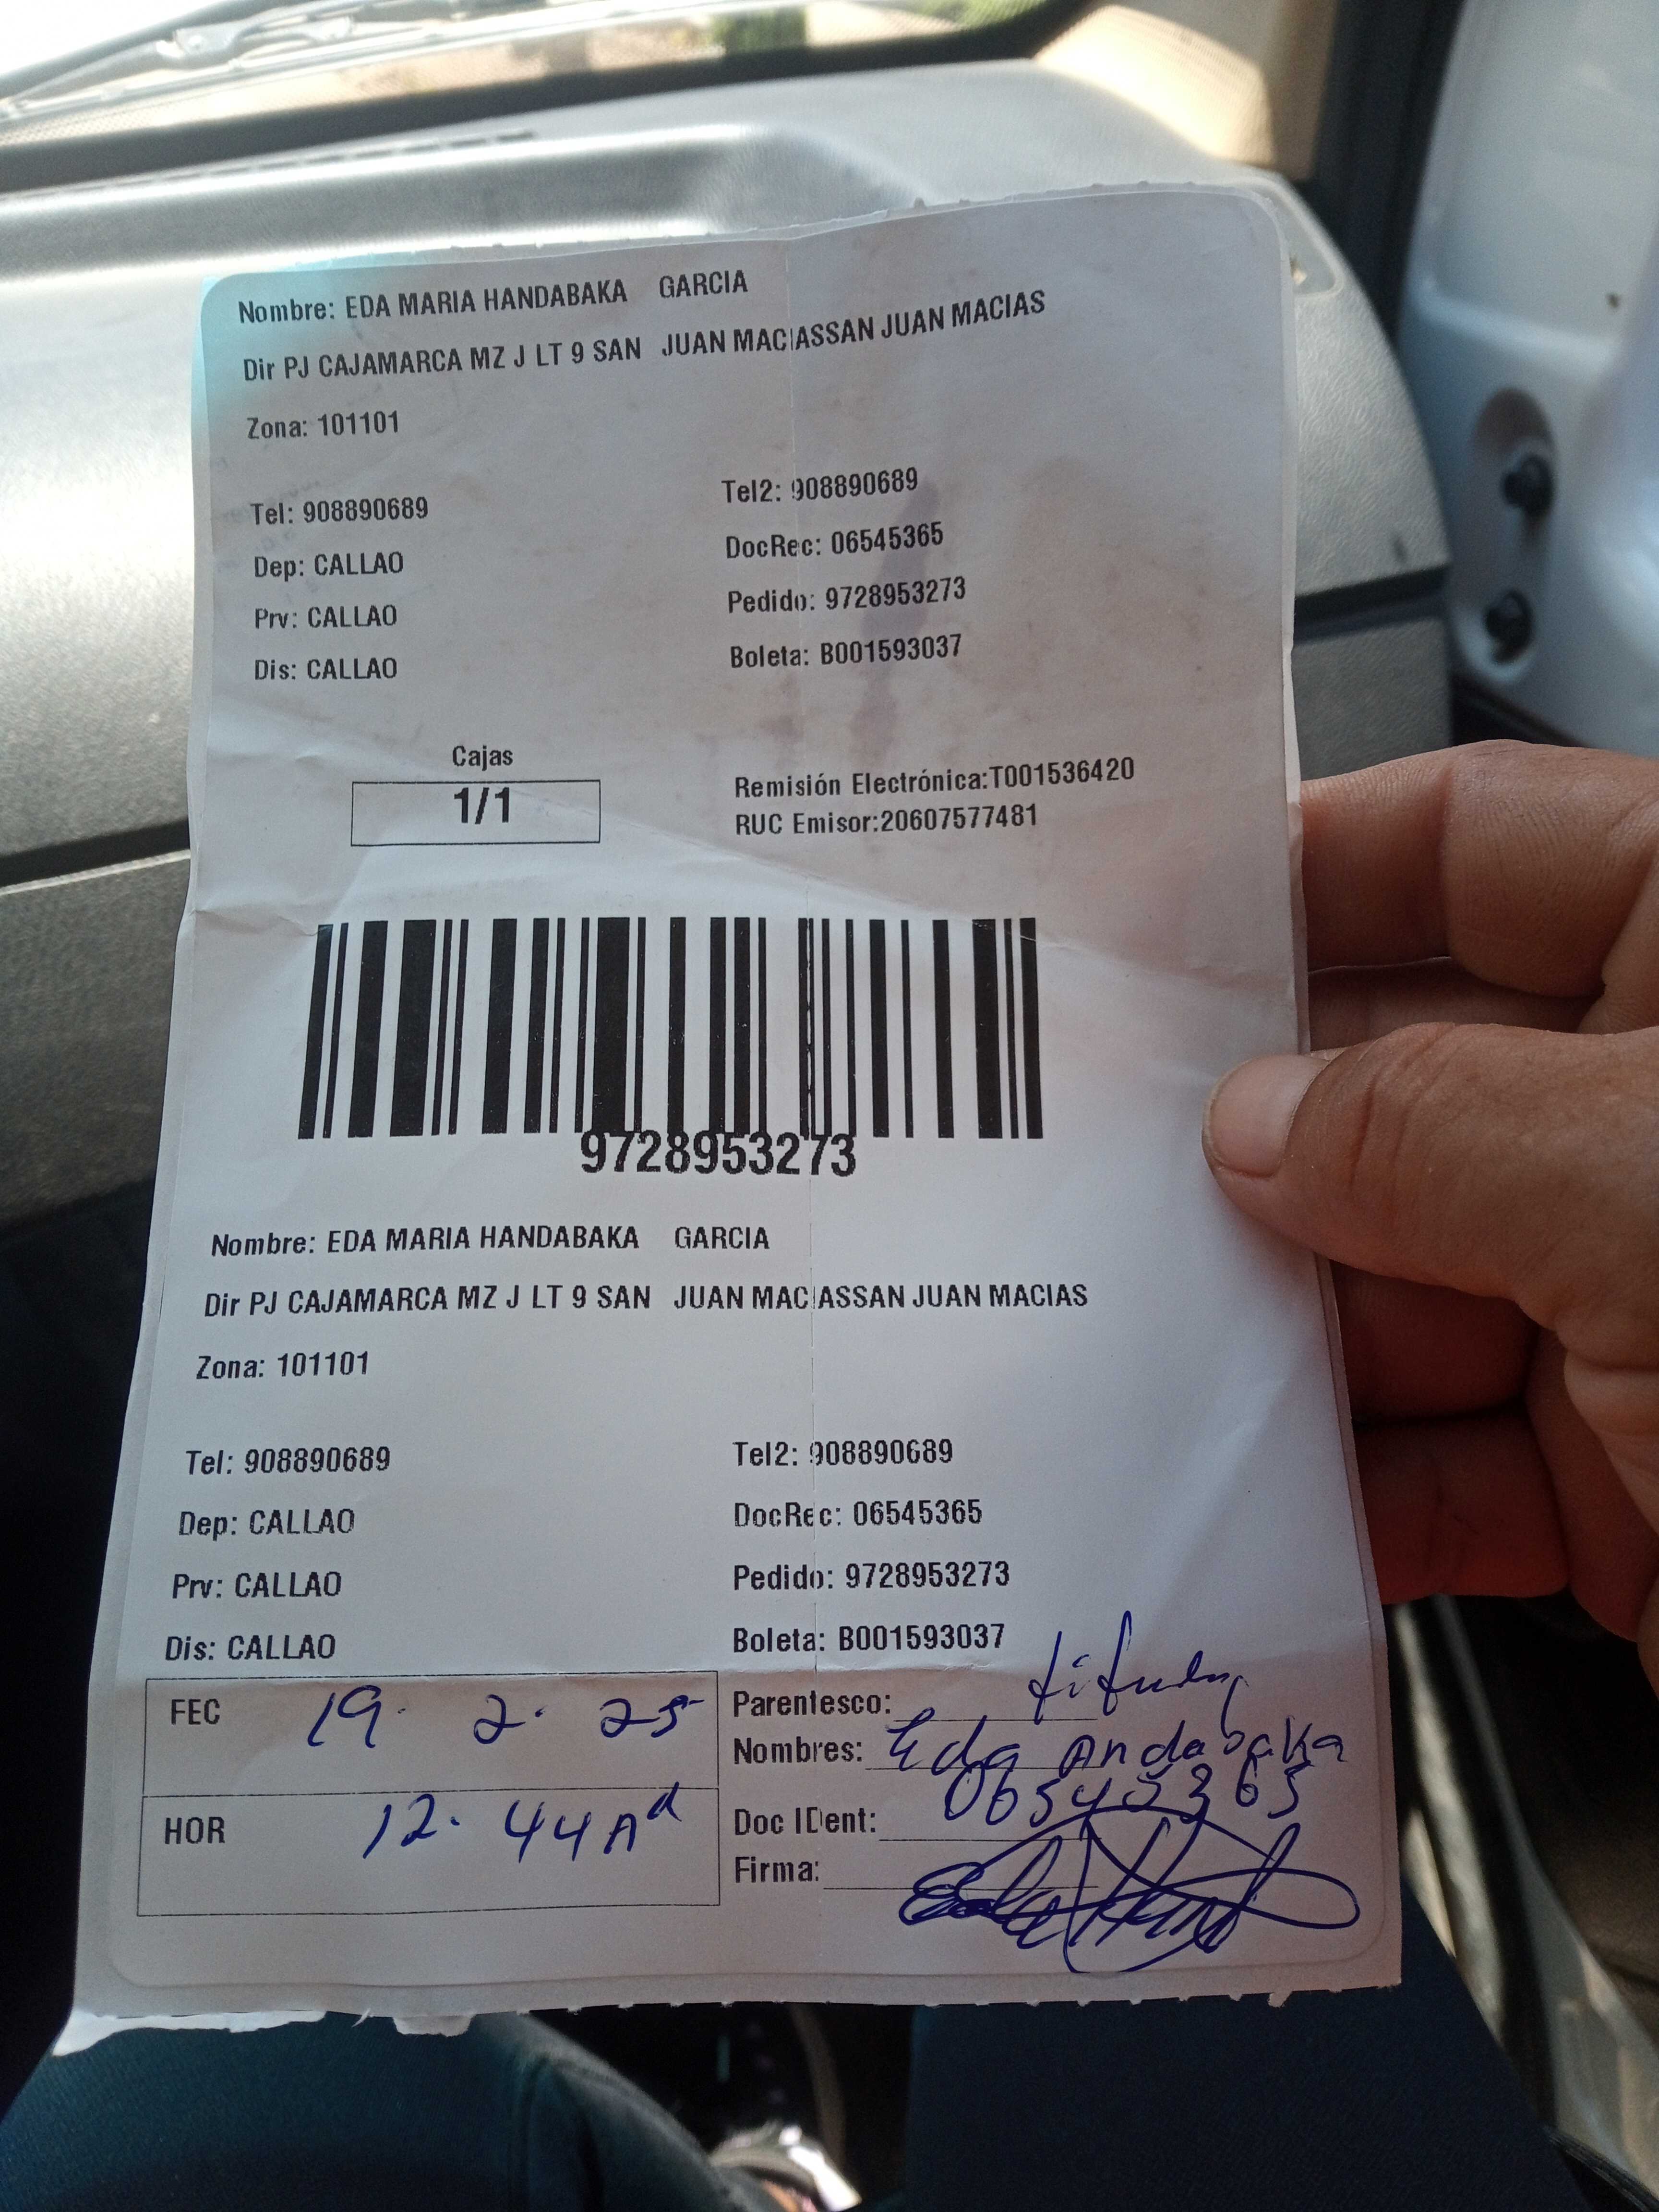 Nombre: EDA MARIA HANDABAKA GARCIA
Dir PJ CAJAMARCA MZ J LT 9 SAN JUAN MACIASSAN JUAN MACIAS
Zona: 101101
Tel: 908890689 Tel2: 908890689
Dep: CALLAO DocRec: 06545365
Prv: CALLAO Pedido: 9728953273
Dis: CALLAO Boleta: B001593037
Cajas
1/1
Remisión Electrónica:T001536420
RUC Emisor:20607577481
9728953273
Nombre: EDA MARIA HANDABAKA GARCIA
Dir PJ CAJAMARCA MZ J LT 9 SAN JUAN MACIASSAN JUAN MACIAS
Zona: 101101
Tel: 908890689 Tel2: 908890689
Dep: CALLAO DocRec: 06545365
Prv: CALLAO Pedido: 9728953273
Dis: CALLAO Boleta: B001593037
FEC 19. 2. 25
Parentesco:
Nombres: Eda Andabaka
HOR 12. 44
Doc IDent: 06545365
Firma: